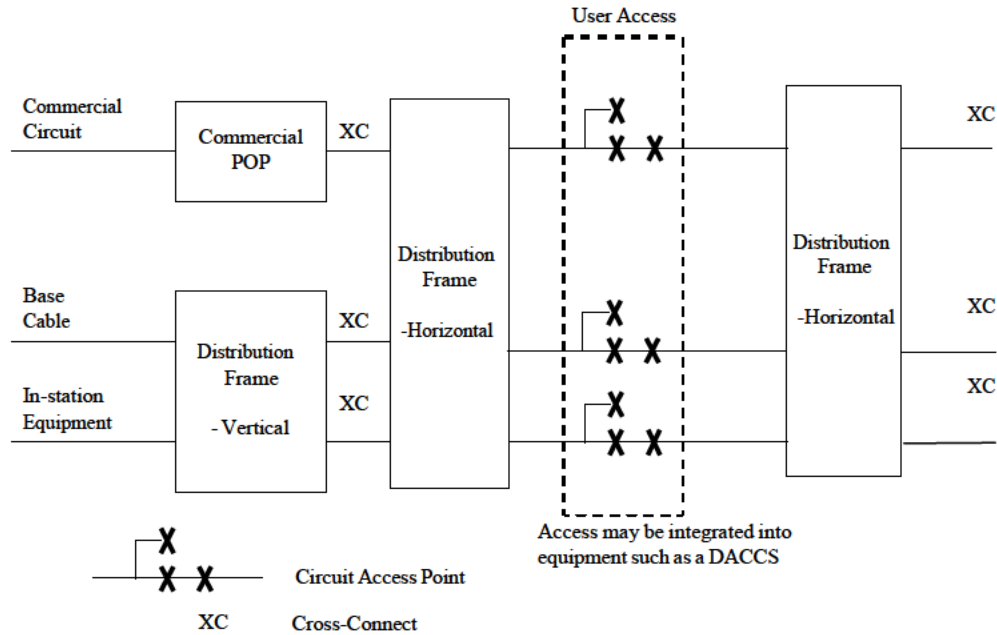 User Access
Commercial
Circuit
Commercial
POP
XC
XC
Distribution
Frame
-Horizontal
Distribution
Frame
-Horizontal
Base
Cable
XC
XC
Distribution
Frame
- Vertical
In-station
Equipment
XC
XC
Access may be integrated into
equipment such as a DACCS
Circuit Access Point
XC
Cross-Connect